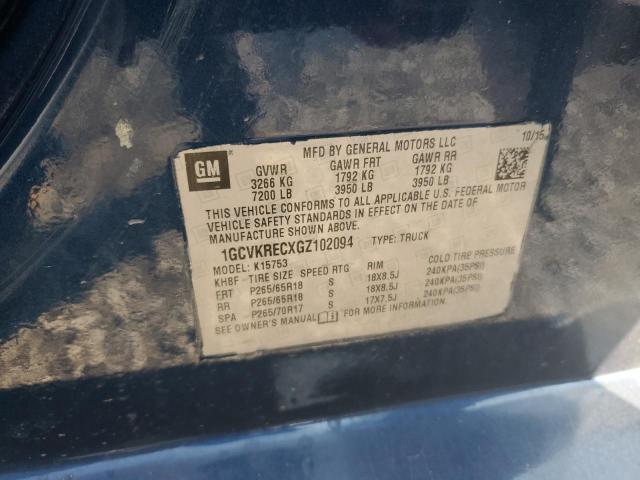 MFD BY GENERAL MOTORS LLC 10/15
GM
GVWR GAWR FRT GAWR RR
3266 KG 1792 KG 1792 KG
7200 LB 3950 LB 3950 LB
THIS VEHICLE CONFORMS TO ALL APPLICABLE U.S. FEDERAL MOTOR
VEHICLE SAFETY STANDARDS IN EFFECT ON THE DATE OF
MANUFACTURE SHOWN ABOVE.
1GCVKRECXGZ102094 TYPE: TRUCK
MODEL: K15753
KHBF- TIRE SIZE SPEED RTG RIM COLD TIRE PRESSURE
FRT P265/65R18 S 18X8.5J 240KPA(35PSI)
RR P265/65R18 S 18X8.5J 240KPA(35PSI)
SPA P265/70R17 S 17X7.5J 240KPA(35PSI)
SEE OWNER'S MANUAL FOR MORE INFORMATION.